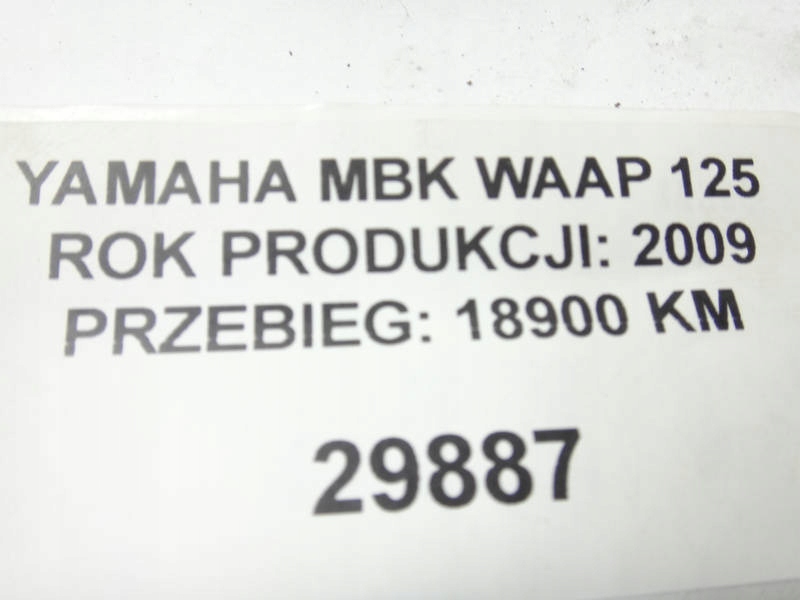 YAMAHA MBK WAAP 125
ROK PRODUKCJI: 2009
PRZEBIEG: 18900 KM
29887